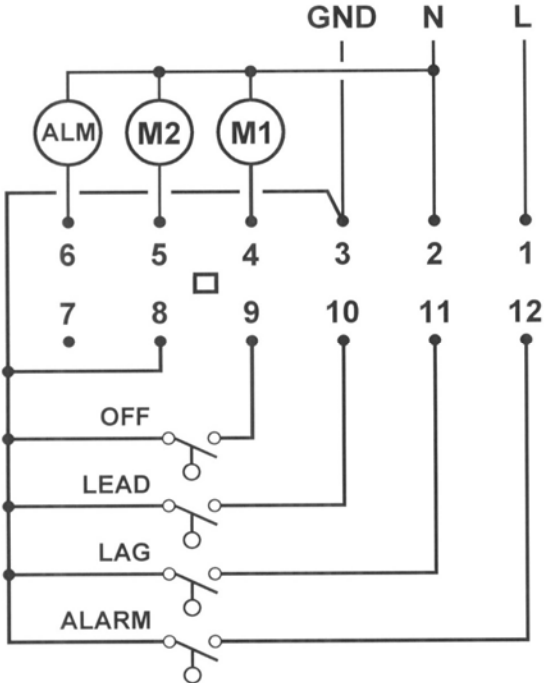 GND N L
ALM M2 M1
6 5 4 3 2 1
7 8 9 10 11 12
OFF
LEAD
LAG
ALARM